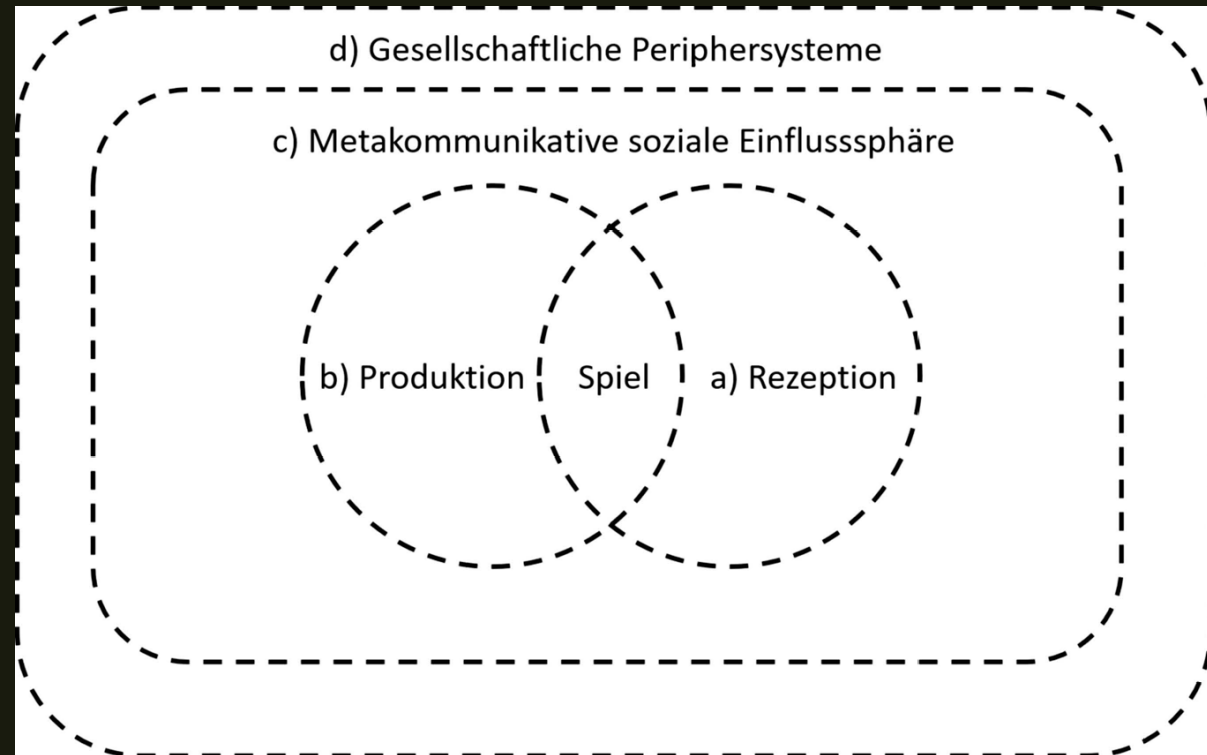 d) Gesellschaftliche Periphersysteme
c) Metakommunikative soziale Einflusssphäre
b) Produktion
Spiel
a) Rezeption